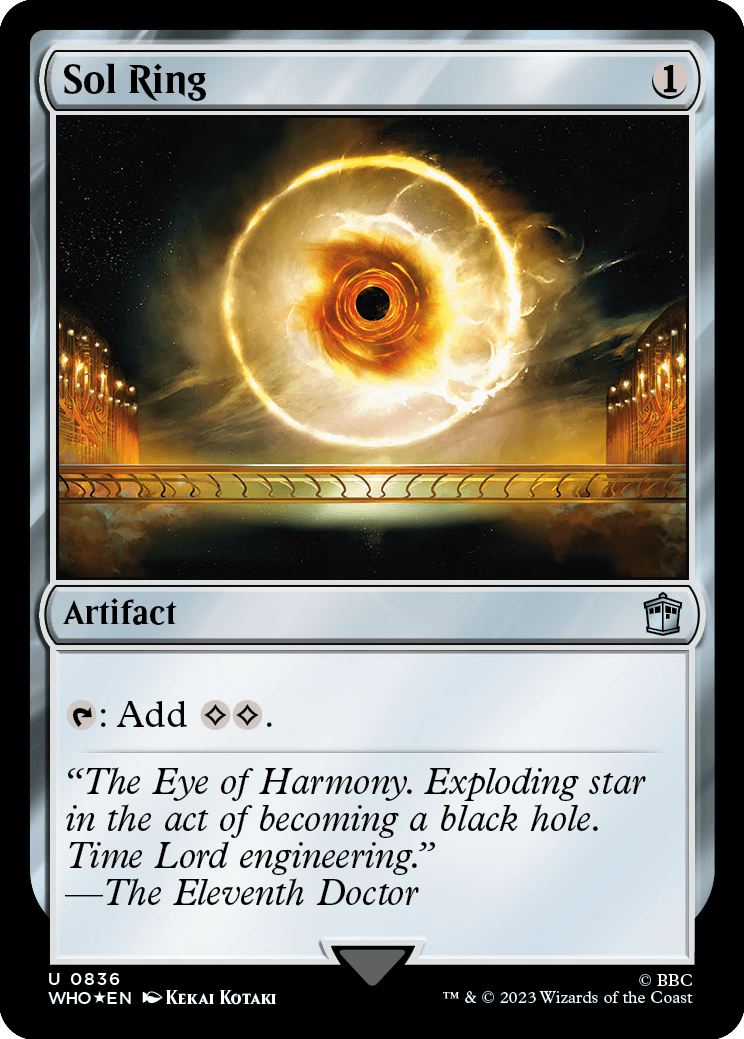 Sol Ring
1
Artifact
: Add .
“The Eye of Harmony. Exploding star
in the act of becoming a black hole.
Time Lord engineering.”
—The Eleventh Doctor
U 0836
WHO★EN Kekai Kotaki
© BBC
™ & © 2023 Wizards of the Coast